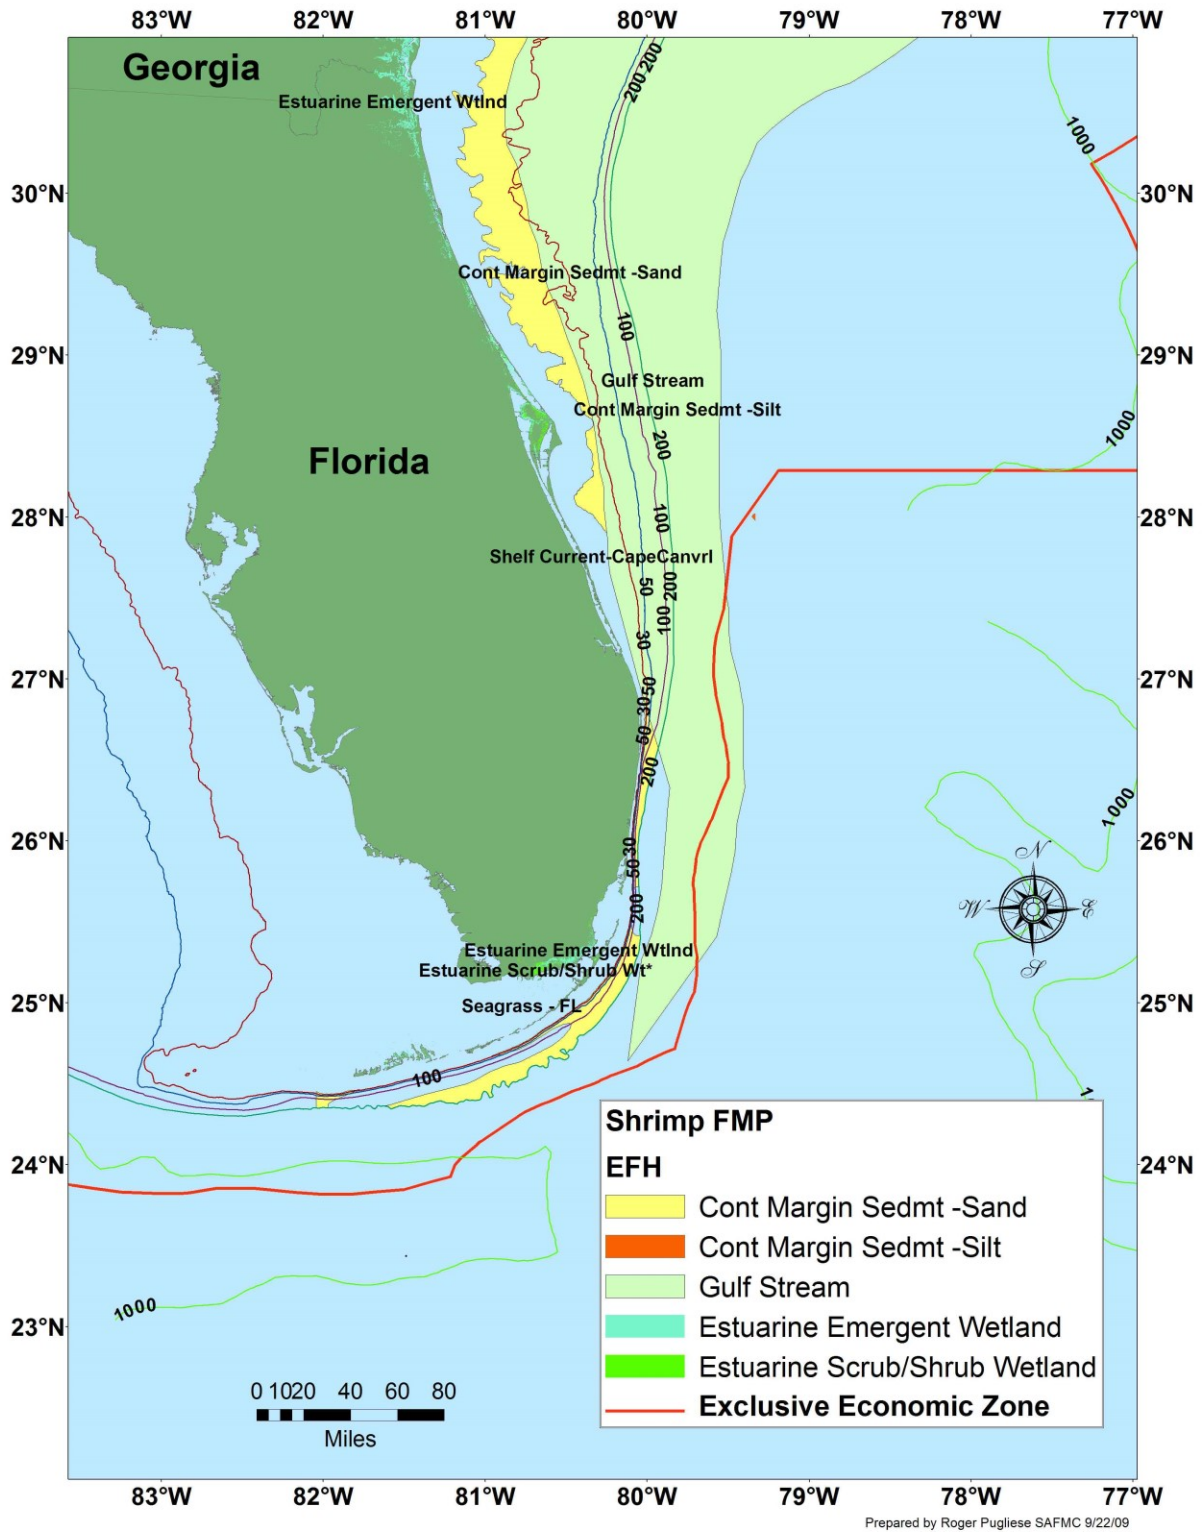 83°W 82°W 81°W 80°W 79°W 78°W 77°W
Georgia
200
200
Estuarine Emergent Wtlnd
1000
30°N 30°N
Cont Margin Sedmt -Sand
100
29°N 29°N
Gulf Stream
Cont Margin Sedmt -Silt
1000
200
Florida
100
28°N 28°N
Shelf Current-CapeCanvrl
50
200
100
30
27°N 27°N
50
30
50
200
1000
26°N 26°N
30
50
N
W E
S
200
Estuarine Emergent Wtlnd
Estuarine Scrub/Shrub Wt*
25°N 25°N
Seagrass - FL
100
Shrimp FMP
24°N 24°N
EFH
Cont Margin Sedmt -Sand
Cont Margin Sedmt -Silt
Gulf Stream
1000
23°N
Estuarine Emergent Wetland
Estuarine Scrub/Shrub Wetland
Exclusive Economic Zone
0 10 20 40 60 80
Miles
83°W 82°W 81°W 80°W 79°W 78°W 77°W
Prepared by Roger Pugliese SAFMC 9/22/09